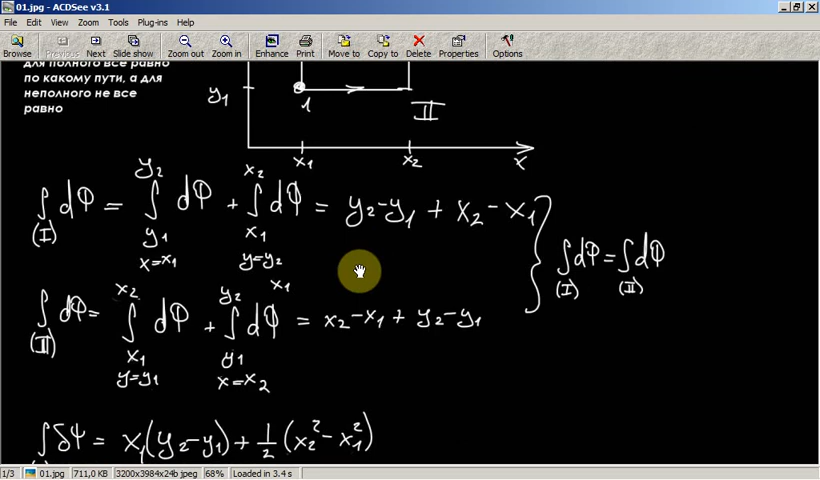 01.jpg - ACDSee v3.1
File Edit View Zoom Tools Plug-ins Help
Browse Previous Next Slide show Zoom out Zoom in Enhance Print Move to Copy to Delete Properties Options
для полного все равно
по какому пути, а для
неполного не все
равно
y₁ 1 II
x₁ x₂ x
∫(I) dΦ = ∫_{y₁, x=x₁}^{y₂} dΦ + ∫_{x₁, y=y₂}^{x₂} dΦ = y₂-y₁ + x₂-x₁
∫(I) dΦ = ∫(II) dΦ
x₁
∫(II) dΦ = ∫_{x₁, y=y₁}^{x₂} dΦ + ∫_{y₁, x=x₂}^{y₂} dΦ = x₂-x₁ + y₂-y₁
∫δΨ = x₁(y₂-y₁) + 1/2 (x₂²-x₁²)
1/3 01.jpg 711,0 KB 3200x3984x24b jpeg 68% Loaded in 3.4 s